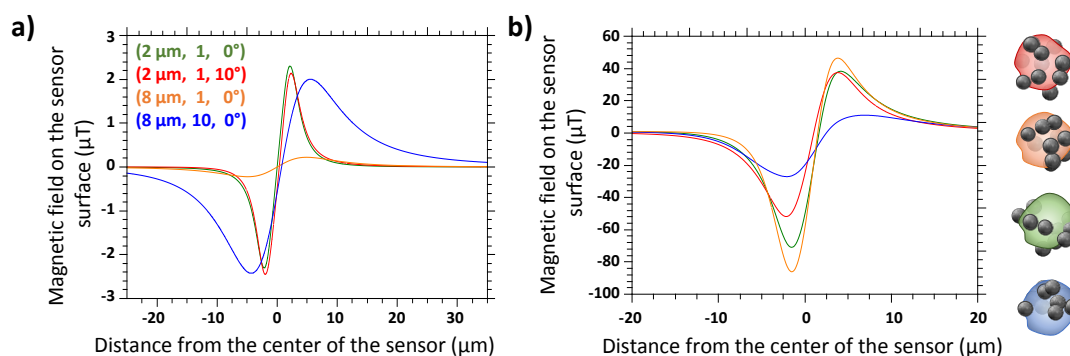 a)
Magnetic field on the sensor
surface (µT)
3
2
1
0
-1
-2
-3
(2 µm, 1, 0°)
(2 µm, 1, 10°)
(8 µm, 1, 0°)
(8 µm, 10, 0°)
-20 -10 0 10 20 30
Distance from the center of the sensor (µm)
b)
Magnetic field on the sensor
surface (µT)
60
40
20
0
-20
-40
-60
-80
-100
-20 -10 0 10 20
Distance from the center of the sensor (µm)